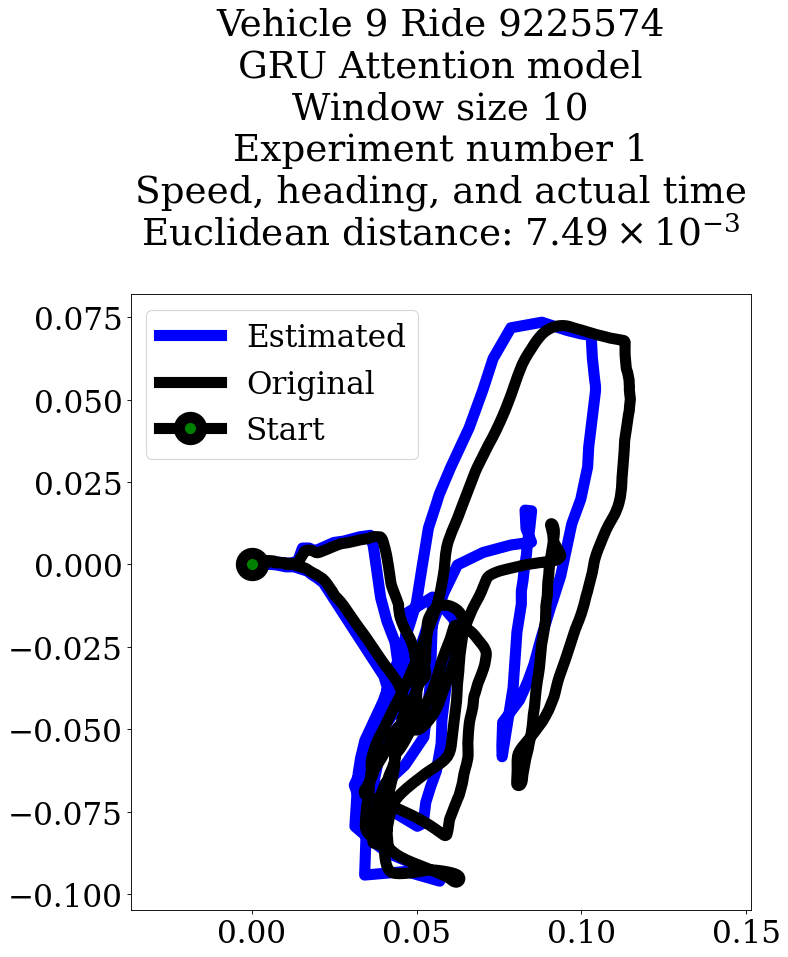 Vehicle 9 Ride 9225574
GRU Attention model
Window size 10
Experiment number 1
Speed, heading, and actual time
Euclidean distance: 7.49 × 10⁻³
Estimated
Original
Start
0.075
0.050
0.025
0.000
−0.025
−0.050
−0.075
−0.100
0.00 0.05 0.10 0.15